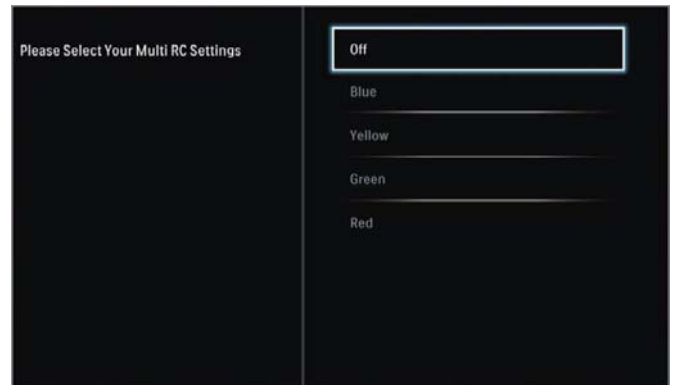 Please Select Your Multi RC Settings
Off
Blue
Yellow
Green
Red